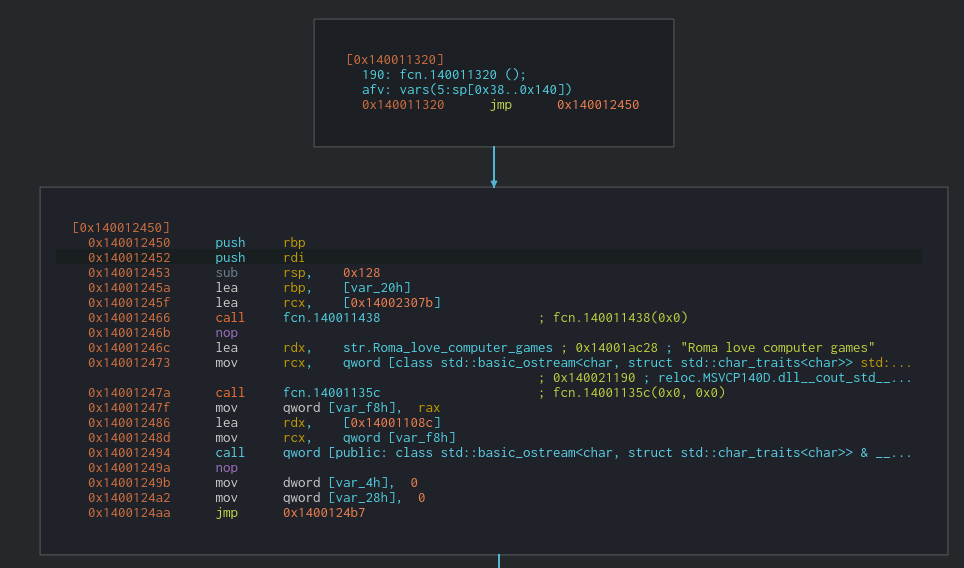 [0x140011320]
190: fcn.140011320 ();
afv: vars(5:sp[0x38..0x140])
0x140011320 jmp 0x140012450
[0x140012450]
0x140012450 push rbp
0x140012452 push rdi
0x140012453 sub rsp, 0x128
0x14001245a lea rbp, [var_20h]
0x14001245f lea rcx, [0x14002307b]
0x140012466 call fcn.140011438 ; fcn.140011438(0x0)
0x14001246b nop
0x14001246c lea rdx, str.Roma_love_computer_games ; 0x14001ac28 ; "Roma love computer games"
0x140012473 mov rcx, qword [class std::basic_ostream<char, struct std::char_traits<char>> std:...
; 0x140021190 ; reloc.MSVCP140D.dll__cout_std__...
0x14001247a call fcn.14001135c ; fcn.14001135c(0x0, 0x0)
0x14001247f mov qword [var_f8h], rax
0x140012486 lea rdx, [0x14001108c]
0x14001248d mov rcx, qword [var_f8h]
0x140012494 call qword [public: class std::basic_ostream<char, struct std::char_traits<char>> & __...
0x14001249a nop
0x14001249b mov dword [var_4h], 0
0x1400124a2 mov qword [var_28h], 0
0x1400124aa jmp 0x1400124b7